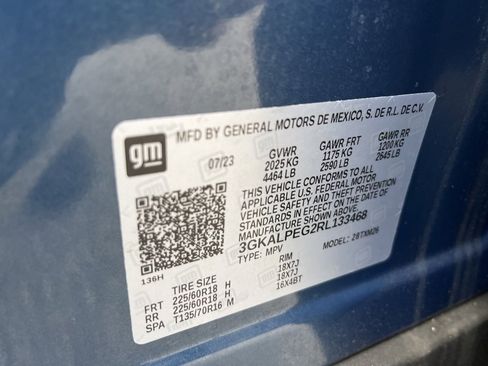 gm
MFD BY GENERAL MOTORS DE MEXICO, S. DE R.L. DE C.V.
07/23
GVWR GAWR FRT GAWR RR
2025 KG 1175 KG 1200 KG
4464 LB 2590 LB 2645 LB
THIS VEHICLE CONFORMS TO ALL
APPLICABLE U.S. FEDERAL MOTOR
VEHICLE SAFETY AND THEFT PREVENTION
STANDARDS IN EFFECT ON THE DATE OF
MANUFACTURE SHOWN ABOVE.
3GKALPEG2RL133468
TYPE: MPV MODEL: 2BTXM26
136H
TIRE SIZE RIM
FRT 225/60R18 H 18X7J
RR 225/60R18 H 18X7J
SPA T135/70R16 M 16X4BT